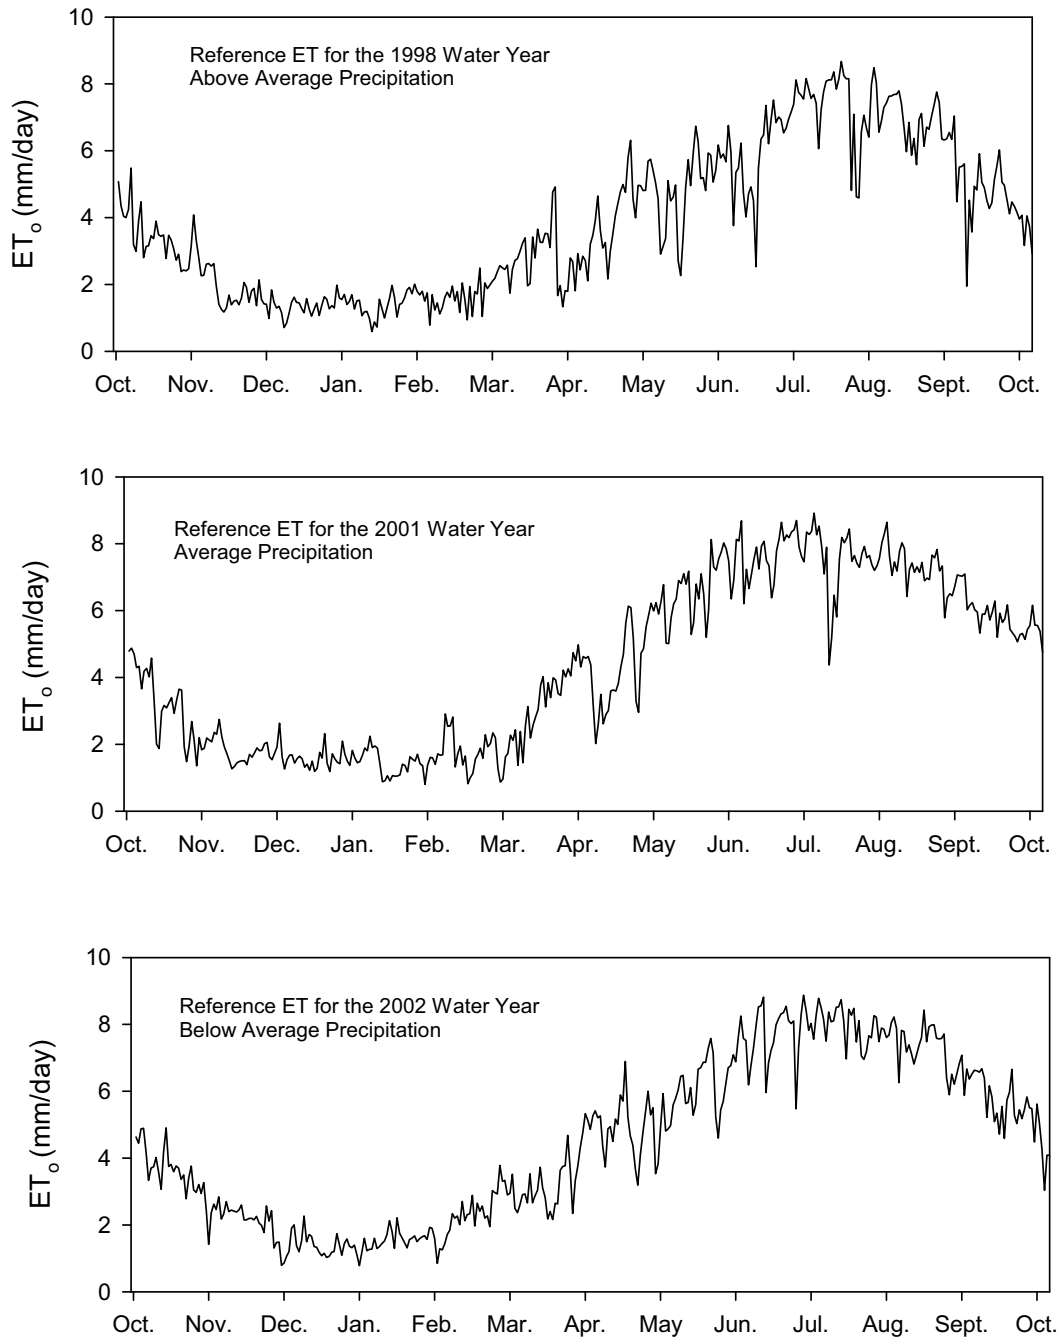 Reference ET for the 1998 Water Year
Above Average Precipitation
ETo (mm/day)
10
8
6
4
2
0
Oct. Nov. Dec. Jan. Feb. Mar. Apr. May Jun. Jul. Aug. Sept. Oct.
Reference ET for the 2001 Water Year
Average Precipitation
ETo (mm/day)
10
8
6
4
2
0
Oct. Nov. Dec. Jan. Feb. Mar. Apr. May Jun. Jul. Aug. Sept. Oct.
Reference ET for the 2002 Water Year
Below Average Precipitation
ETo (mm/day)
10
8
6
4
2
0
Oct. Nov. Dec. Jan. Feb. Mar. Apr. May Jun. Jul. Aug. Sept. Oct.